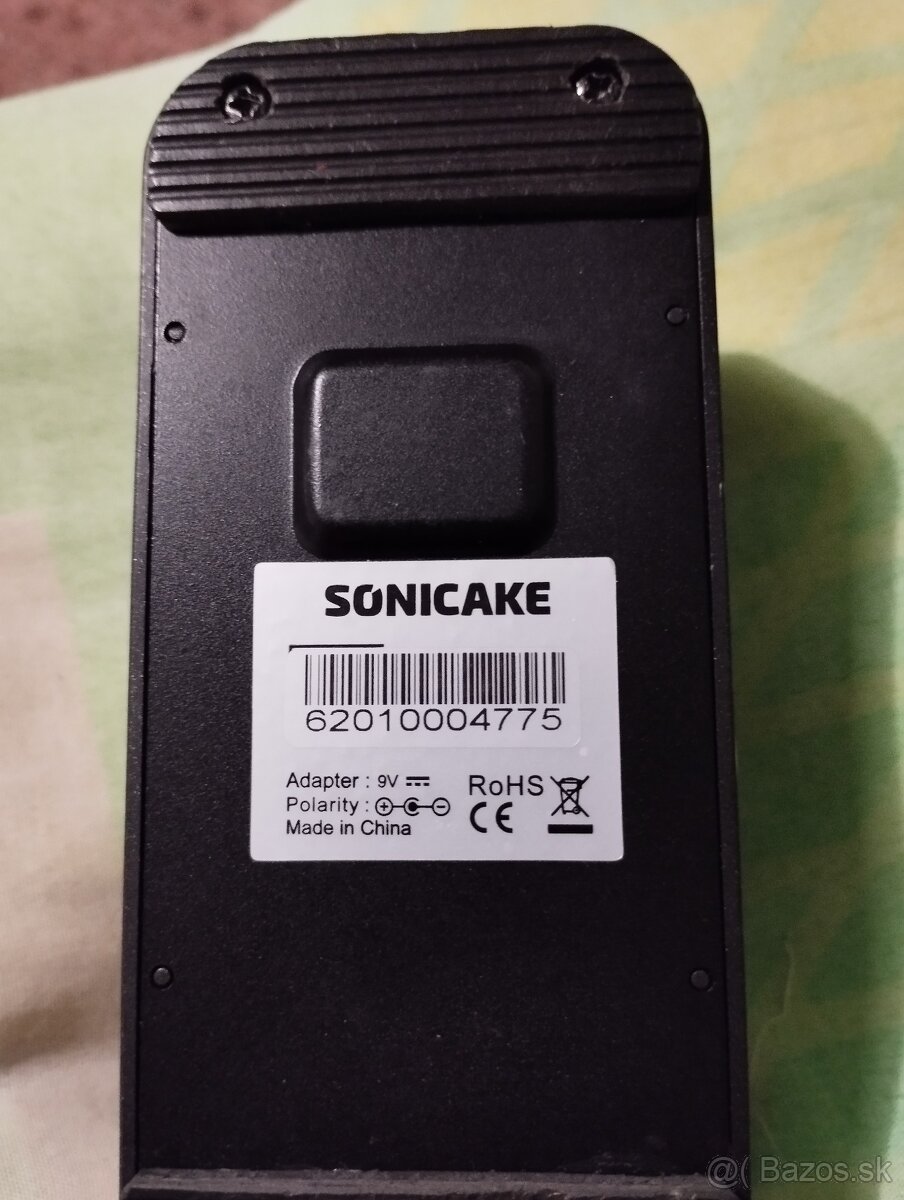 SONICAKE
62010004775
Adapter : 9V
Polarity :
Made in China
RoHS
CE
@( Bazos.sk